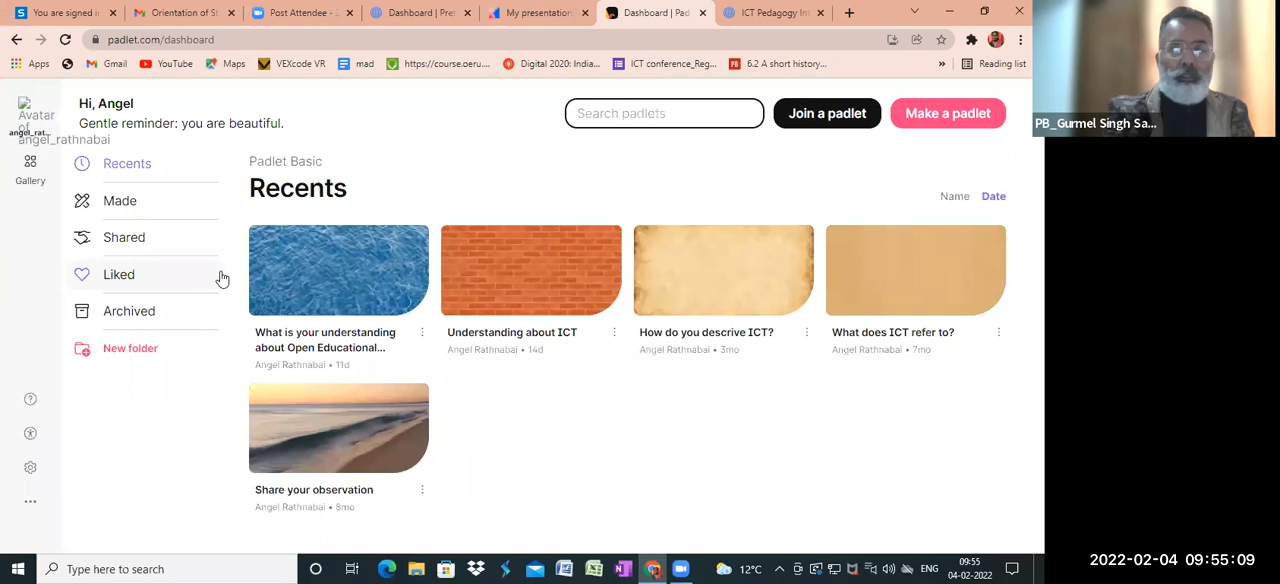 You are signed in
Orientation of St
Post Attendee - Z
Dashboard | Pre
My presentation
Dashboard | Pad
ICT Pedagogy In
padlet.com/dashboard
Apps
Gmail
YouTube
Maps
VEXcode VR
mad
https://course.oeru....
Digital 2020: India...
ICT conference_Reg...
6.2 A short history...
»
Reading list
PB_Gurmel Singh Sa...
Avatar
of
angel_rathnabai
angel_rat...
Hi, Angel
Gentle reminder: you are beautiful.
Search padlets
Join a padlet
Make a padlet
Gallery
Recents
Made
Shared
Liked
Archived
New folder
Padlet Basic
Recents
Name
Date
What is your understanding
about Open Educational...
Angel Rathnabai • 11d
Understanding about ICT
Angel Rathnabai • 14d
How do you descrive ICT?
Angel Rathnabai • 3mo
What does ICT refer to?
Angel Rathnabai • 7mo
Share your observation
Angel Rathnabai • 8mo
Type here to search
12°C
ENG
09:55
04-02-2022
2022-02-04 09:55:09